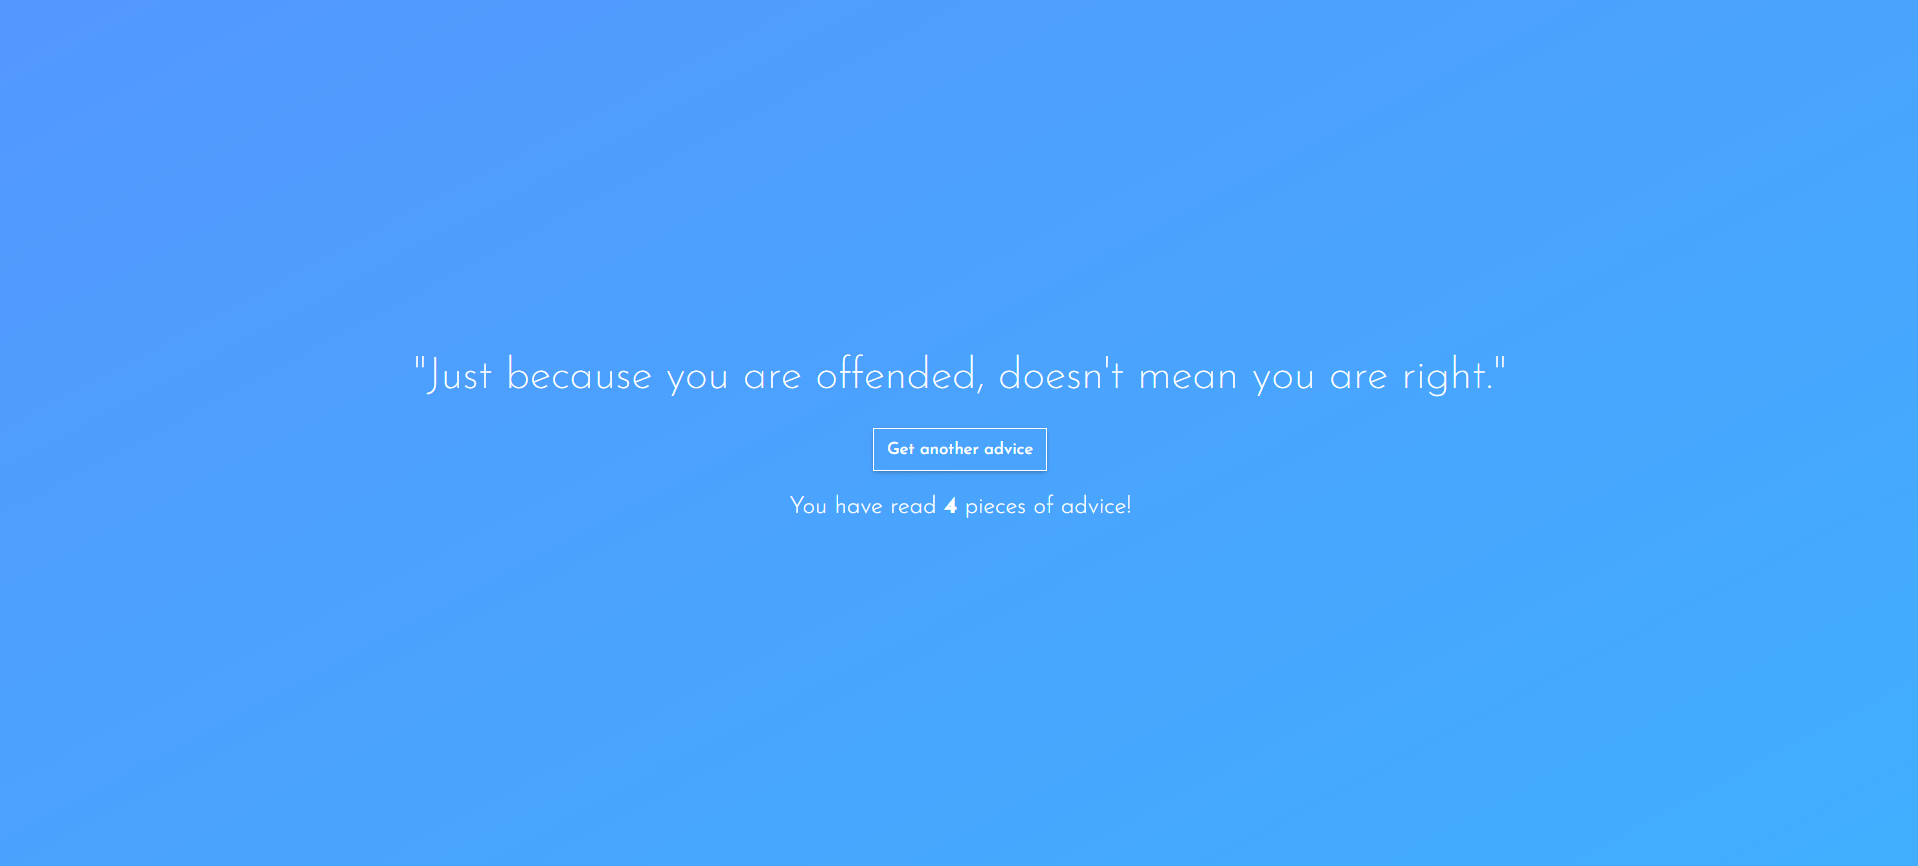 "Just because you are offended, doesn't mean you are right."
Get another advice
You have read 4 pieces of advice!